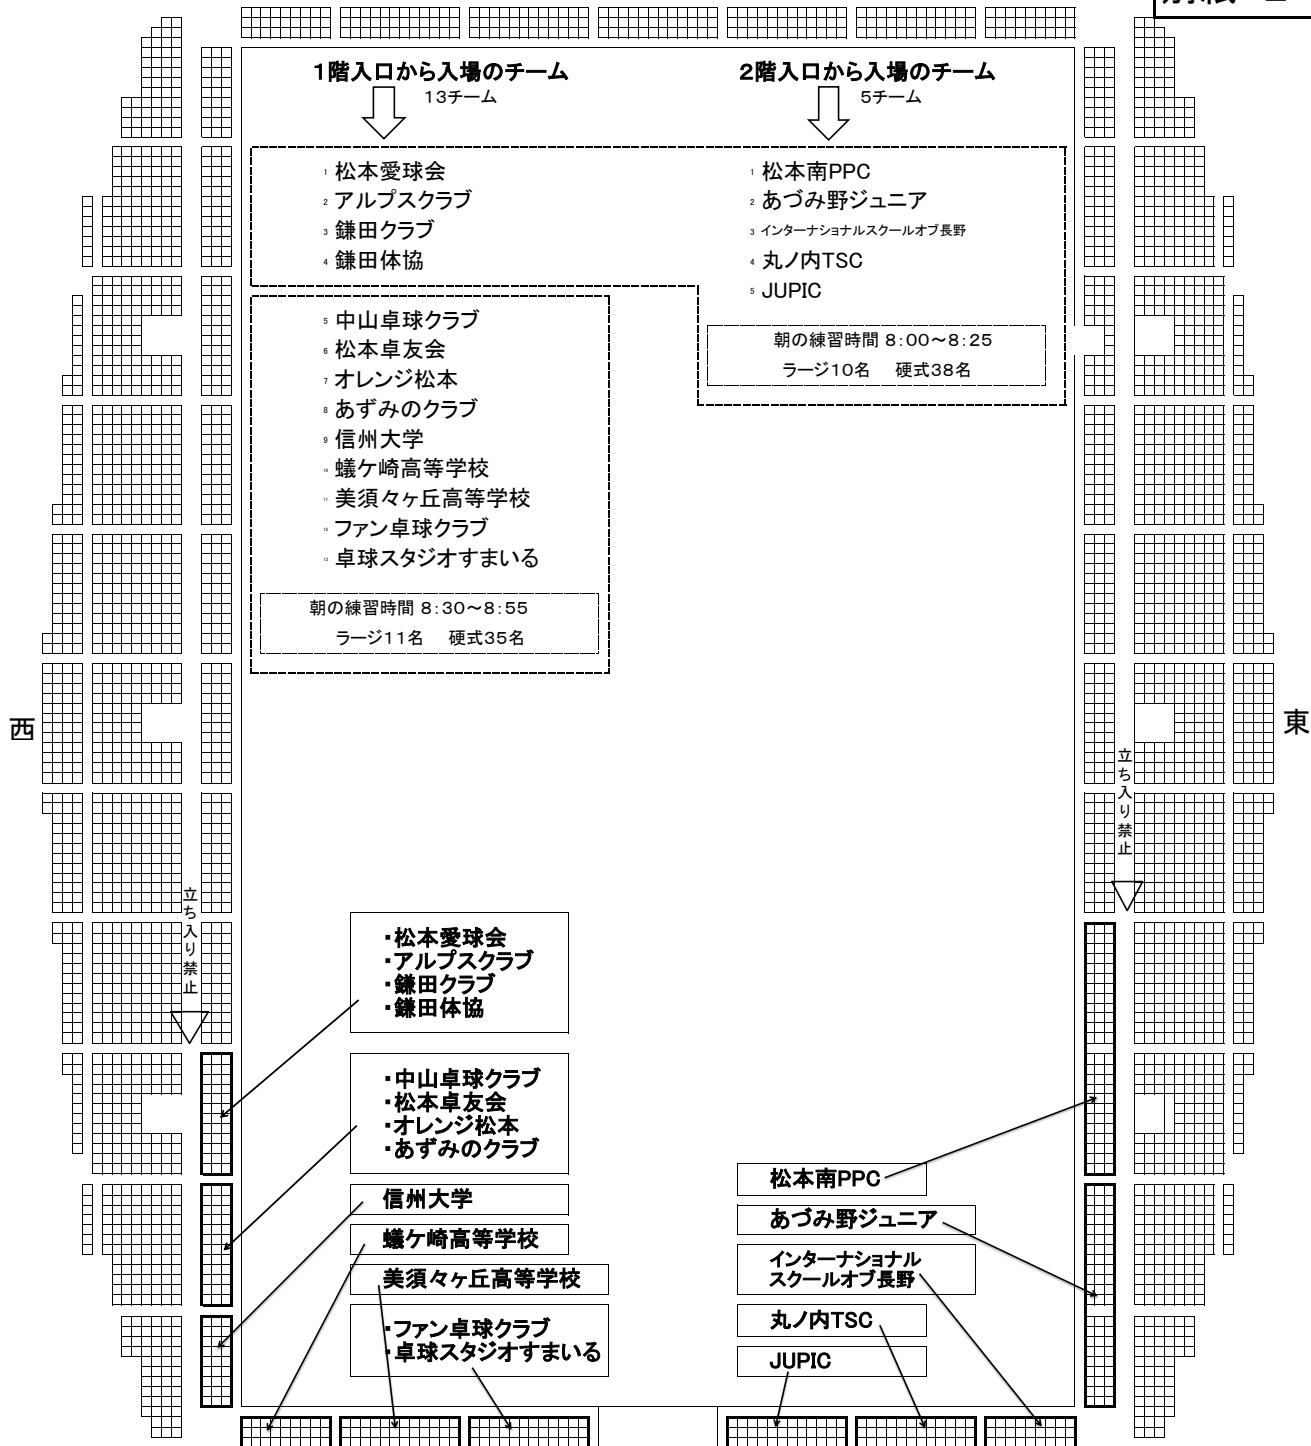 1階入口から入場のチーム
13チーム
2階入口から入場のチーム
5チーム
1 松本愛球会
2 アルプスクラブ
3 鎌田クラブ
4 鎌田体協
1 松本南PPC
2 あづみ野ジュニア
3 インターナショナルスクールオブ長野
4 丸ノ内TSC
5 JUPIC
朝の練習時間 8:00～8:25
ラージ10名 硬式38名
5 中山卓球クラブ
6 松本卓友会
7 オレンジ松本
8 あずみのクラブ
9 信州大学
10 蟻ケ崎高等学校
11 美須々ヶ丘高等学校
12 ファン卓球クラブ
13 卓球スタジオすまいる
朝の練習時間 8:30～8:55
ラージ11名 硬式35名
西
東
立ち入り禁止
立ち入り禁止
・松本愛球会
・アルプスクラブ
・鎌田クラブ
・鎌田体協
・中山卓球クラブ
・松本卓友会
・オレンジ松本
・あずみのクラブ
信州大学
蟻ケ崎高等学校
美須々ヶ丘高等学校
・ファン卓球クラブ
・卓球スタジオすまいる
松本南PPC
あづみ野ジュニア
インターナショナル
スクールオブ長野
丸ノ内TSC
JUPIC